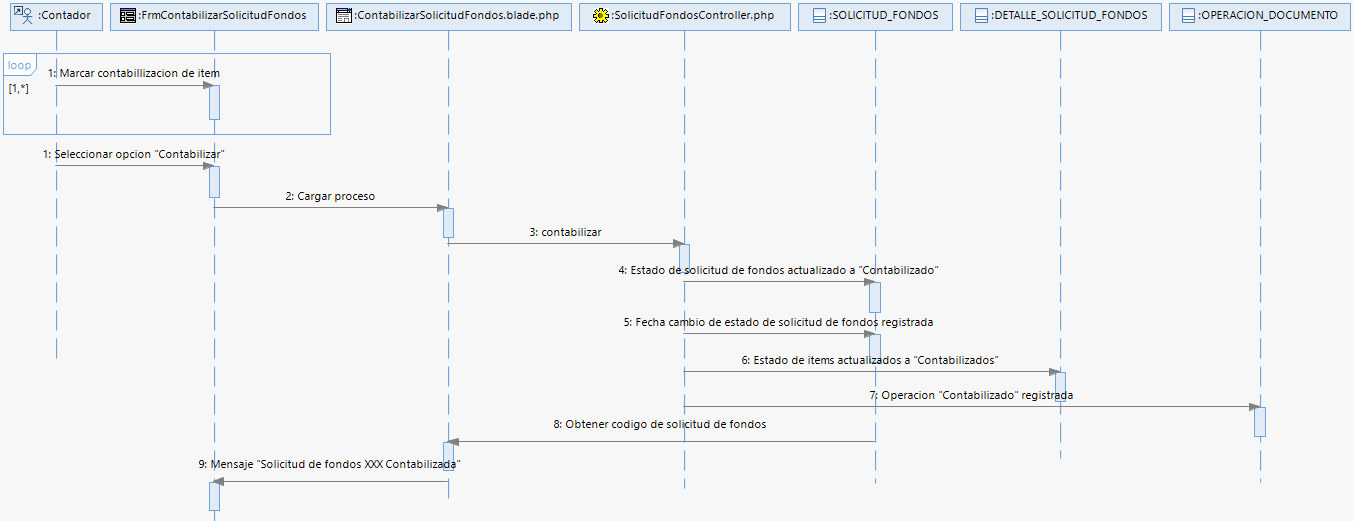 :Contador
:FrmContabilizarSolicitudFondos
:ContabilizarSolicitudFondos.blade.php
:SolicitudFondosController.php
:SOLICITUD_FONDOS
:DETALLE_SOLICITUD_FONDOS
:OPERACION_DOCUMENTO
loop
1: Marcar contabillizacion de item
[1,*]
1: Seleccionar opcion "Contabilizar"
2: Cargar proceso
3: contabilizar
4: Estado de solicitud de fondos actualizado a "Contabilizado"
5: Fecha cambio de estado de solicitud de fondos registrada
6: Estado de items actualizados a "Contabilizados"
7: Operacion "Contabilizado" registrada
8: Obtener codigo de solicitud de fondos
9: Mensaje "Solicitud de fondos XXX Contabilizada"